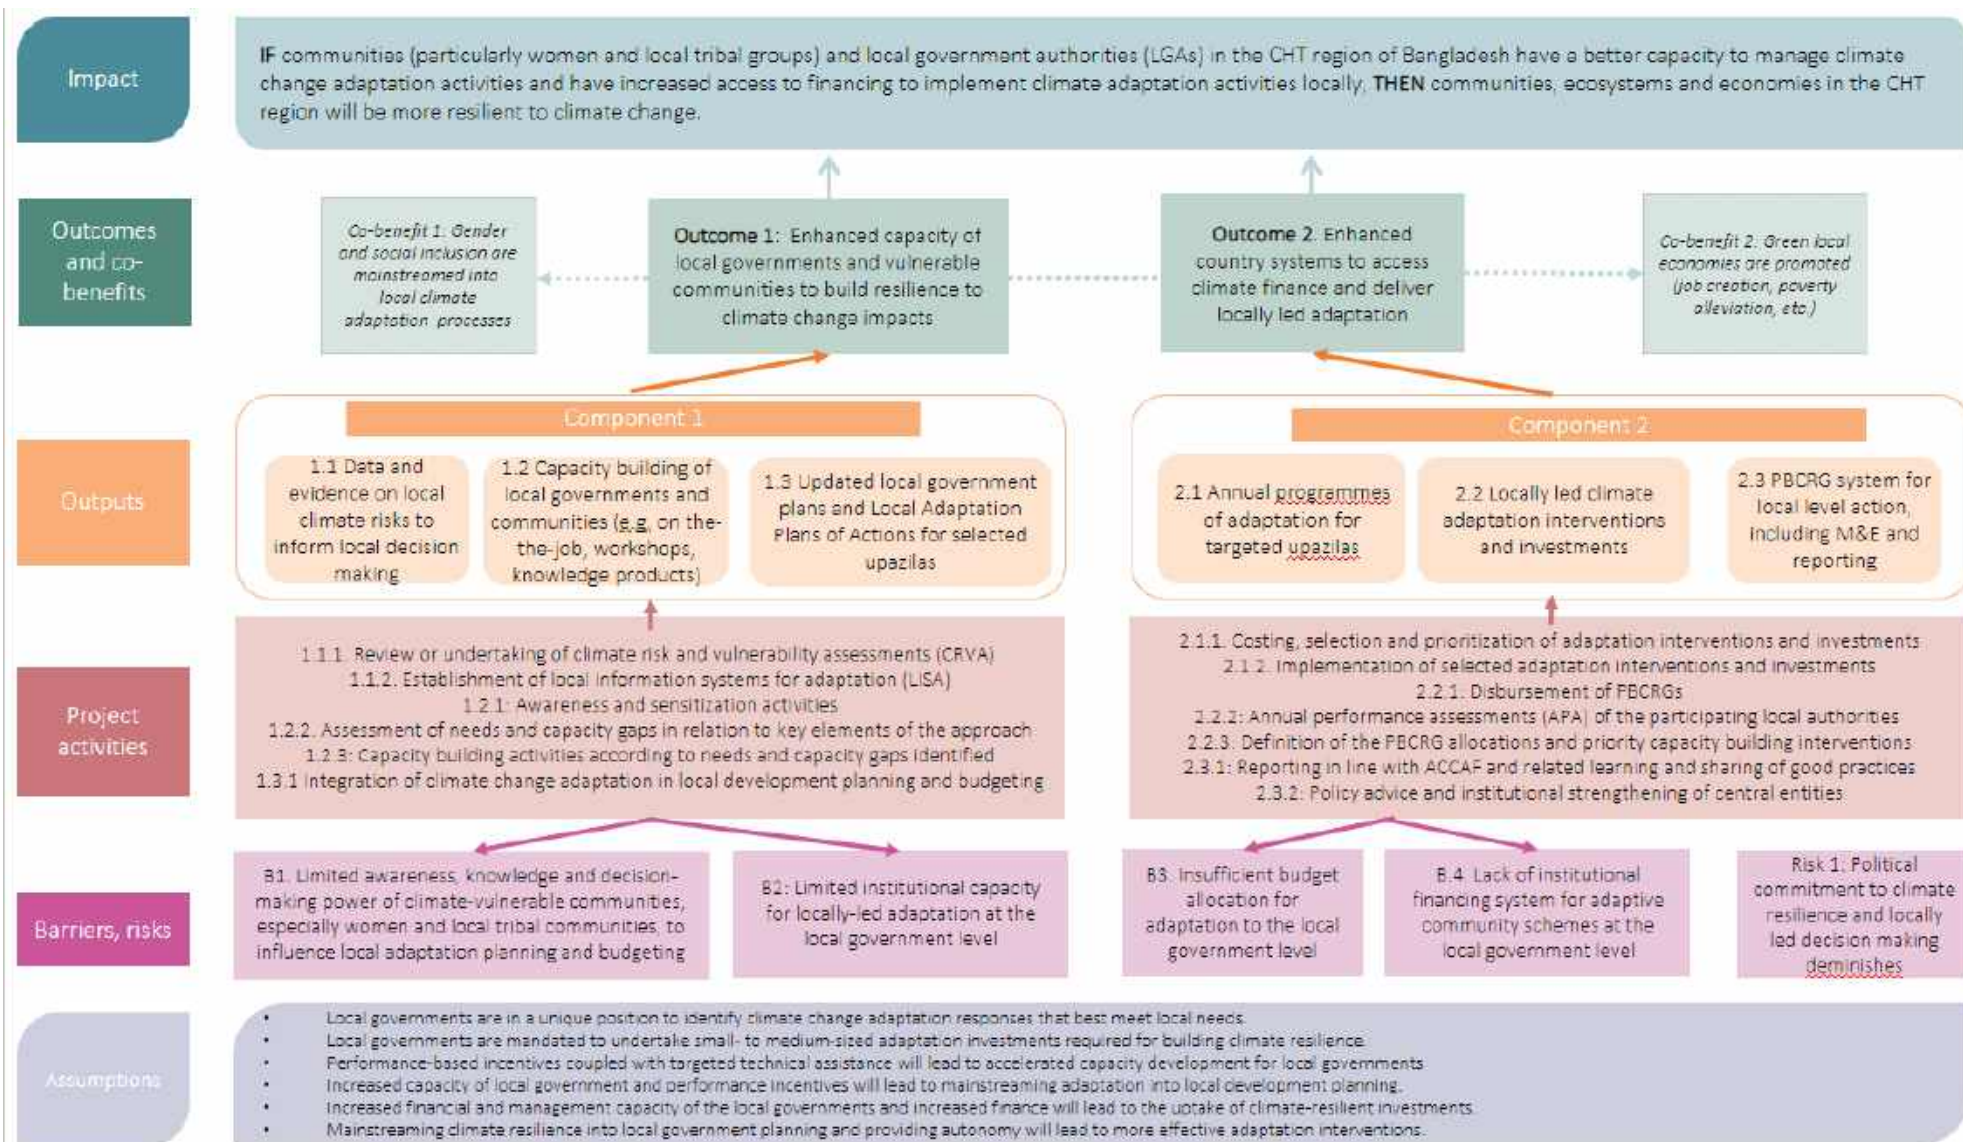 Impact
IF communities (particularly women and local tribal groups) and local government authorities (LGAs) in the CHT region of Bangladesh have a better capacity to manage climate
change adaptation activities and have increased access to financing to implement climate adaptation activities locally, THEN communities, ecosystems and economies in the CHT
region will be more resilient to climate change.
Outcomes
and co-
benefits
Co-benefit 1: Gender
and social inclusion are
mainstreamed into
local climate
adaptation processes
Outcome 1: Enhanced capacity of
local governments and vulnerable
communities to build resilience to
climate change impacts
Outcome 2. Enhanced
country systems to access
climate finance and deliver
locally led adaptation
Co-benefit 2. Green local
economies are promoted
(job creation, poverty
alleviation, etc.)
Outputs
Component 1
1.1 Data and
evidence on local
climate risks to
inform local decision
making
1.2 Capacity building of
local governments and
communities (e.g. on the-
the-job, workshops,
knowledge products)
1.3 Updated local government
plans and Local Adaptation
Plans of Actions for selected
upazilas
Component 2
2.1 Annual programmes
of adaptation for
targeted upazilas
2.2 Locally led climate
adaptation interventions
and investments
2.3 PBCRG system for
local level action,
including M&E and
reporting
Project
activities
1.1.1. Review or undertaking of climate risk and vulnerability assessments (CRVA)
1.1.2. Establishment of local information systems for adaptation (LISA)
1.2.1: Awareness and sensitization activities
1.2.2. Assessment of needs and capacity gaps in relation to key elements of the approach
1.2.3: Capacity building activities according to needs and capacity gaps identified
1.3.1 Integration of climate change adaptation in local development planning and budgeting
2.1.1. Costing, selection and prioritization of adaptation interventions and investments
2.1.2. Implementation of selected adaptation interventions and investments
2.2.1: Disbursement of PBCRGs
2.2.2: Annual performance assessments (APA) of the participating local authorities
2.2.3. Definition of the PBCRG allocations and priority capacity building interventions
2.3.1: Reporting in line with ACCAF and related learning and sharing of good practices
2.3.2: Policy advice and institutional strengthening of central entities
Barriers, risks
B1. Limited awareness, knowledge and decision-
making power of climate-vulnerable communities,
especially women and local tribal communities, to
influence local adaptation planning and budgeting
B2: Limited institutional capacity
for locally-led adaptation at the
local government level
B3. Insufficient budget
allocation for
adaptation to the local
government level
B.4. Lack of institutional
financing system for adaptive
community schemes at the
local government level
Risk 1: Political
commitment to climate
resilience and locally
led decision making
deminishes
Assumptions
• Local governments are in a unique position to identify climate change adaptation responses that best meet local needs.
• Local governments are mandated to undertake small- to medium-sized adaptation investments required for building climate resilience.
• Performance-based incentives coupled with targeted technical assistance will lead to accelerated capacity development for local governments
• Increased capacity of local government and performance incentives will lead to mainstreaming adaptation into local development planning.
• Increased financial and management capacity of the local governments and increased finance will lead to the uptake of climate-resilient investments.
• Mainstreaming climate resilience into local government planning and providing autonomy will lead to more effective adaptation interventions.